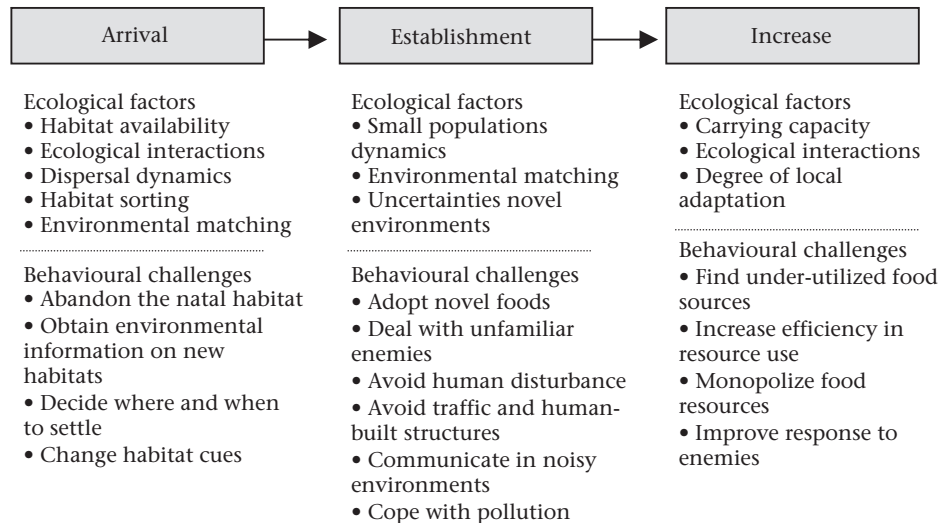 Arrival
Establishment
Increase
Ecological factors
• Habitat availability
• Ecological interactions
• Dispersal dynamics
• Habitat sorting
• Environmental matching
Behavioural challenges
• Abandon the natal habitat
• Obtain environmental
information on new
habitats
• Decide where and when
to settle
• Change habitat cues
Ecological factors
• Small populations
dynamics
• Environmental matching
• Uncertainties novel
environments
Behavioural challenges
• Adopt novel foods
• Deal with unfamiliar
enemies
• Avoid human disturbance
• Avoid traffic and human-
built structures
• Communicate in noisy
environments
• Cope with pollution
Ecological factors
• Carrying capacity
• Ecological interactions
• Degree of local
adaptation
Behavioural challenges
• Find under-utilized food
sources
• Increase efficiency in
resource use
• Monopolize food
resources
• Improve response to
enemies